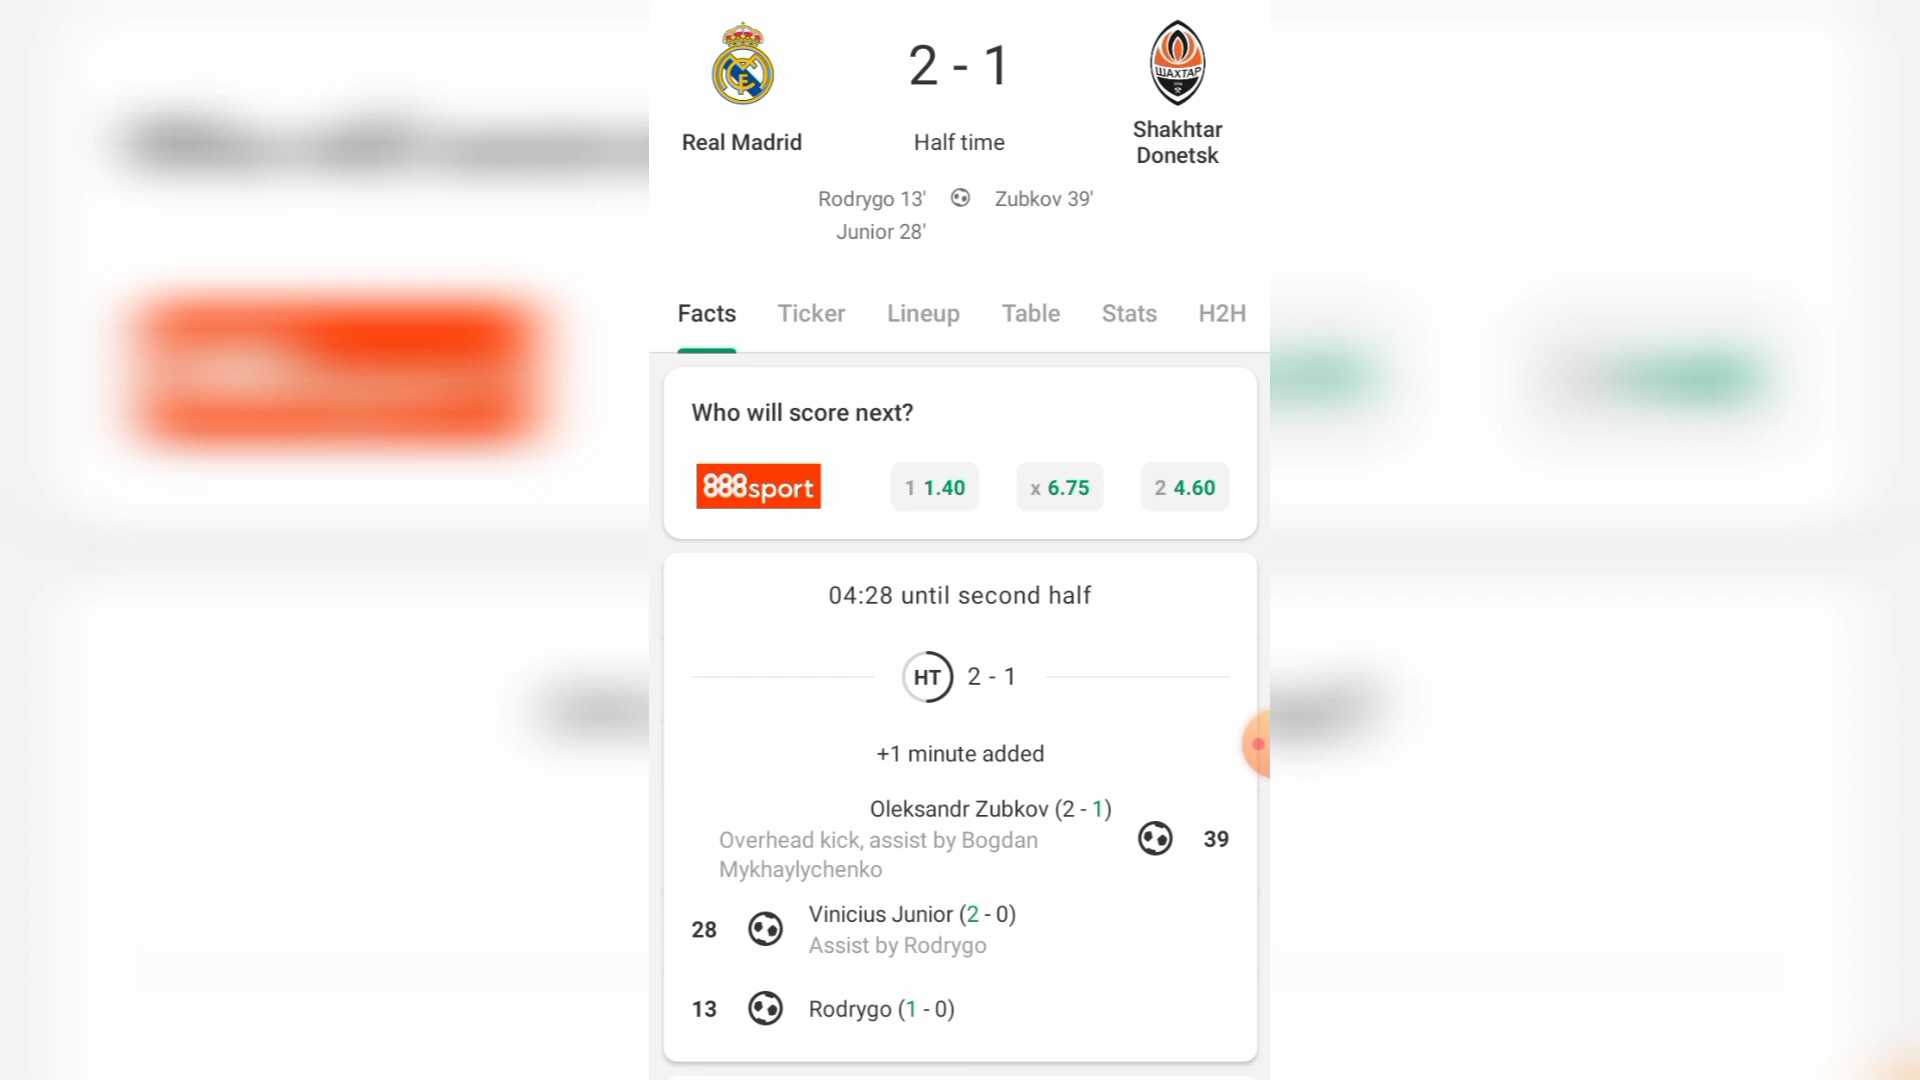 2 - 1
ШАХТАР
Real Madrid
Half time
Shakhtar
Donetsk
Rodrygo 13'
Zubkov 39'
Junior 28'
Facts
Ticker
Lineup
Table
Stats
H2H
Who will score next?
888sport
1 1.40
x 6.75
2 4.60
04:28 until second half
HT 2 - 1
+1 minute added
Oleksandr Zubkov (2 - 1)
Overhead kick, assist by Bogdan
Mykhaylychenko
39
28
Vinicius Junior (2 - 0)
Assist by Rodrygo
13
Rodrygo (1 - 0)